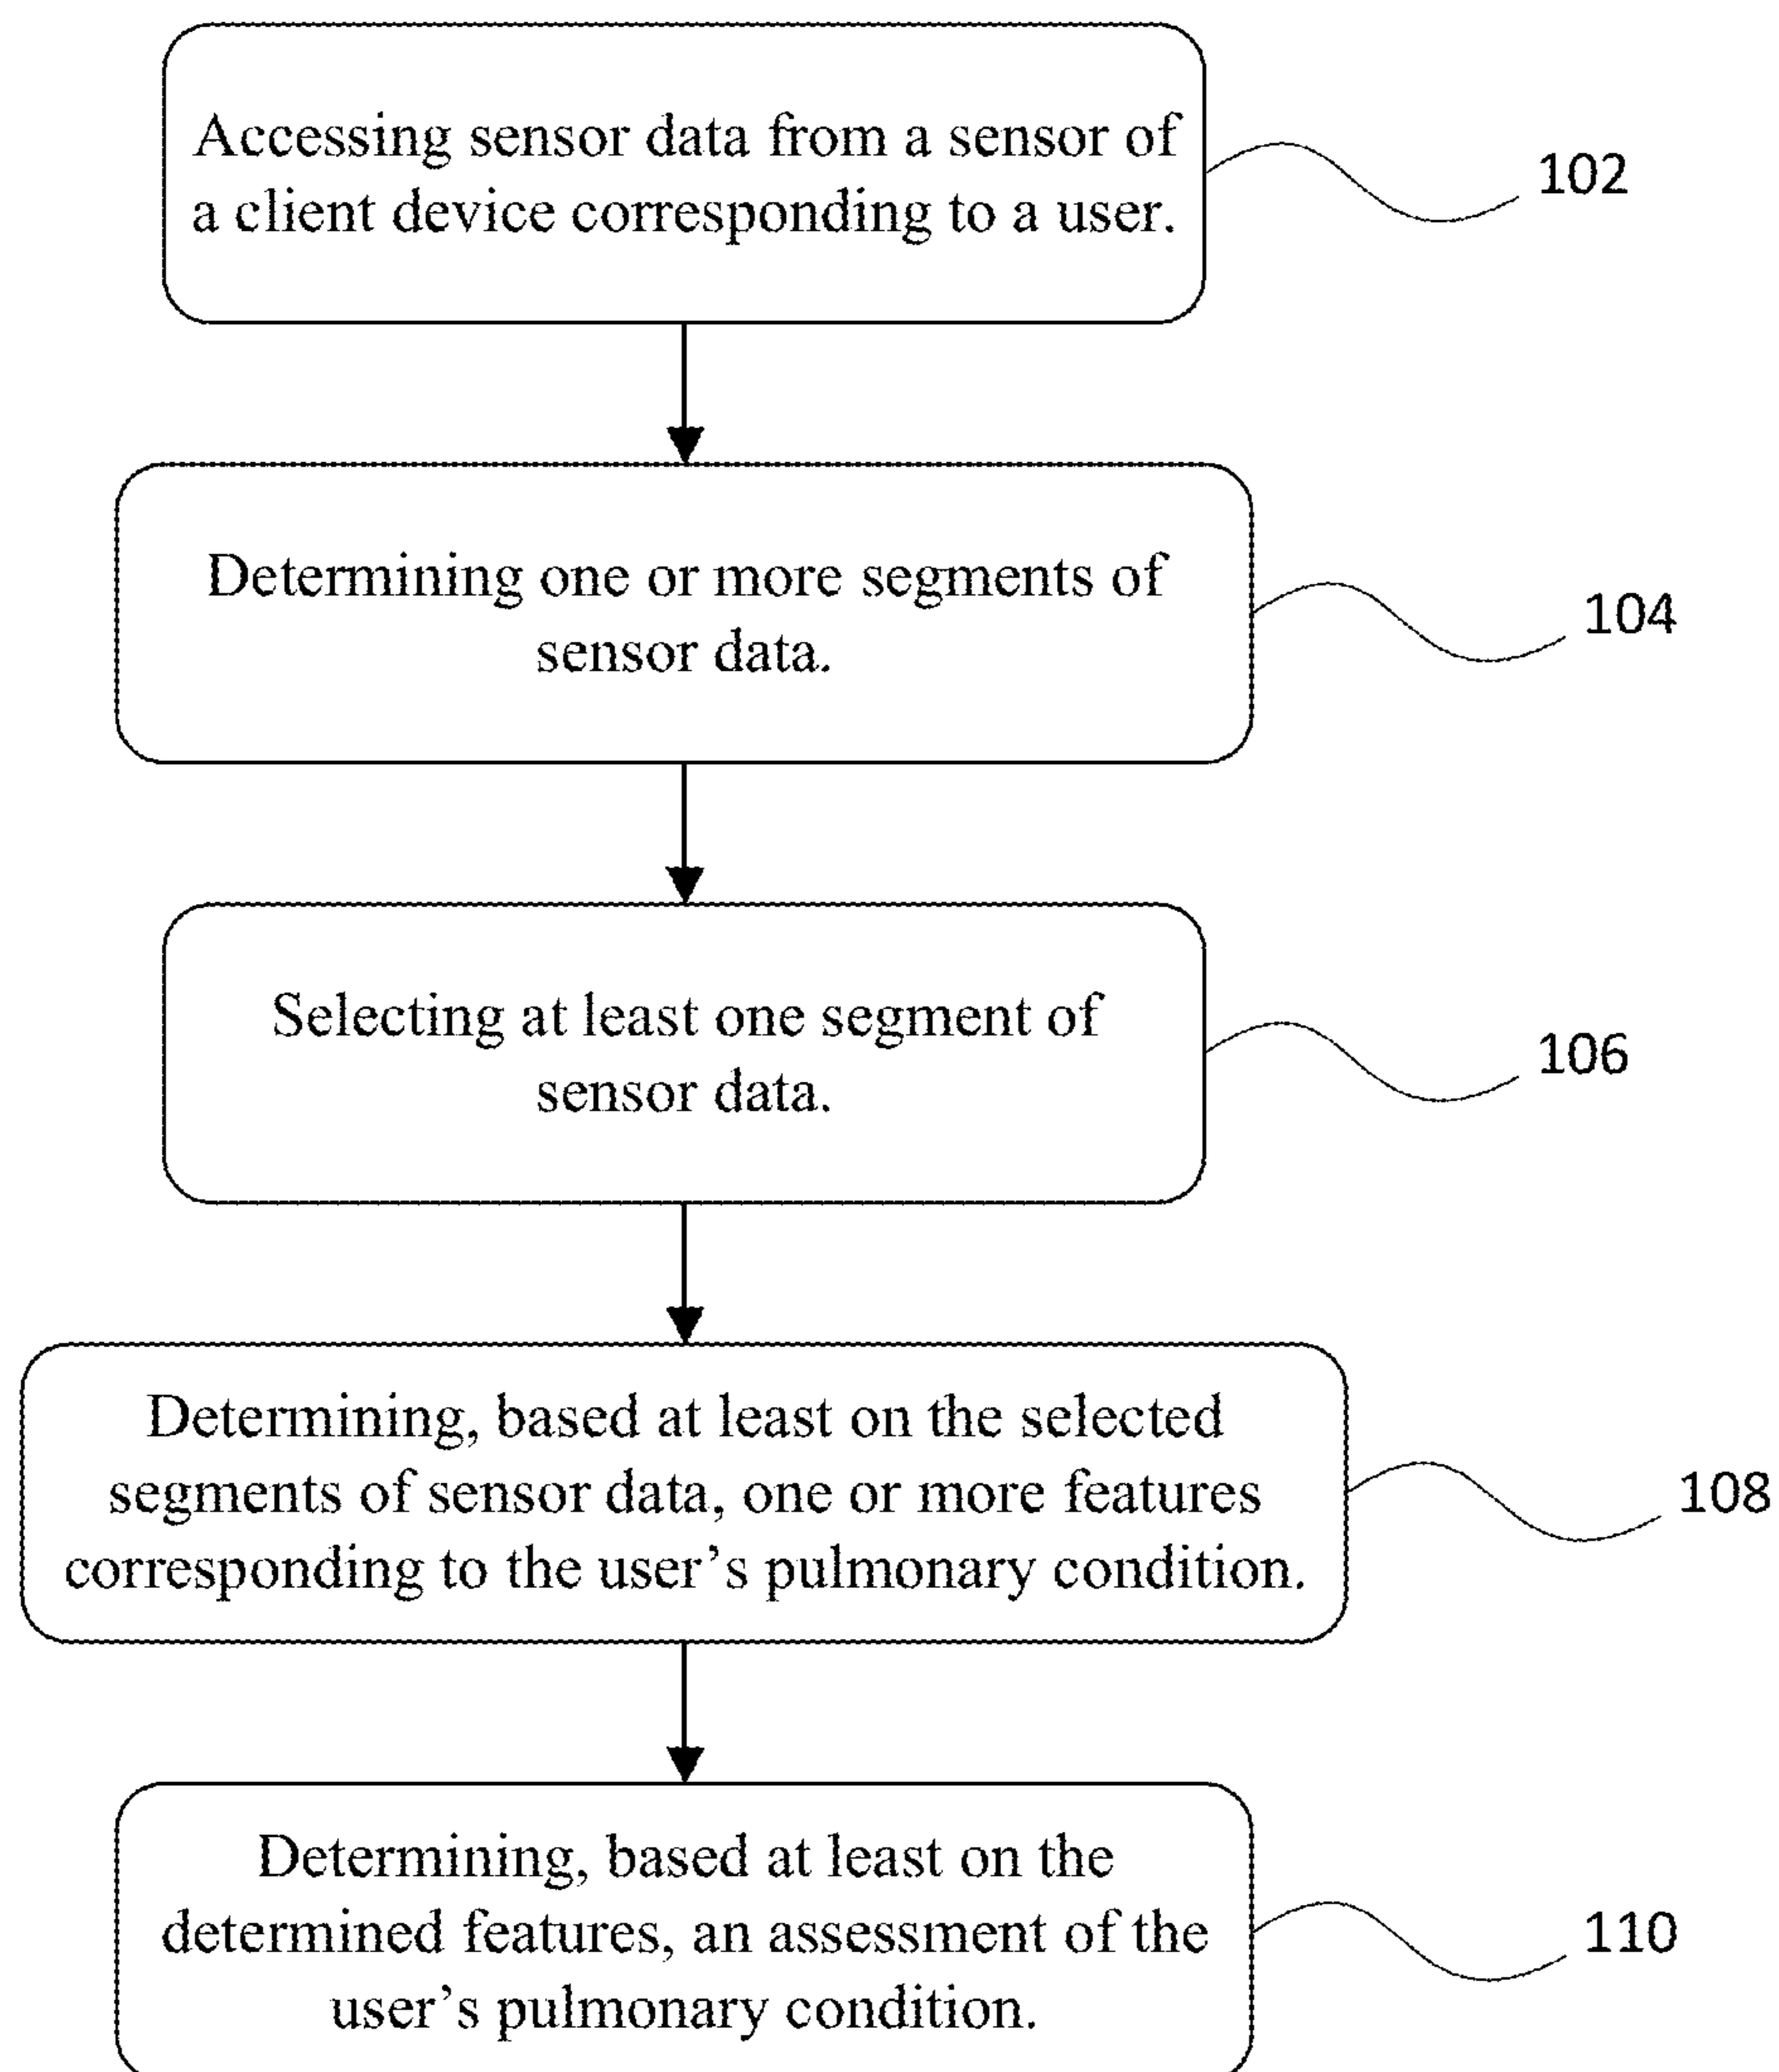 Accessing sensor data from a sensor of
a client device corresponding to a user.
102
Determining one or more segments of
sensor data.
104
Selecting at least one segment of
sensor data.
106
Determining, based at least on the selected
segments of sensor data, one or more features
corresponding to the user’s pulmonary condition.
108
Determining, based at least on the
determined features, an assessment of the
user’s pulmonary condition.
110